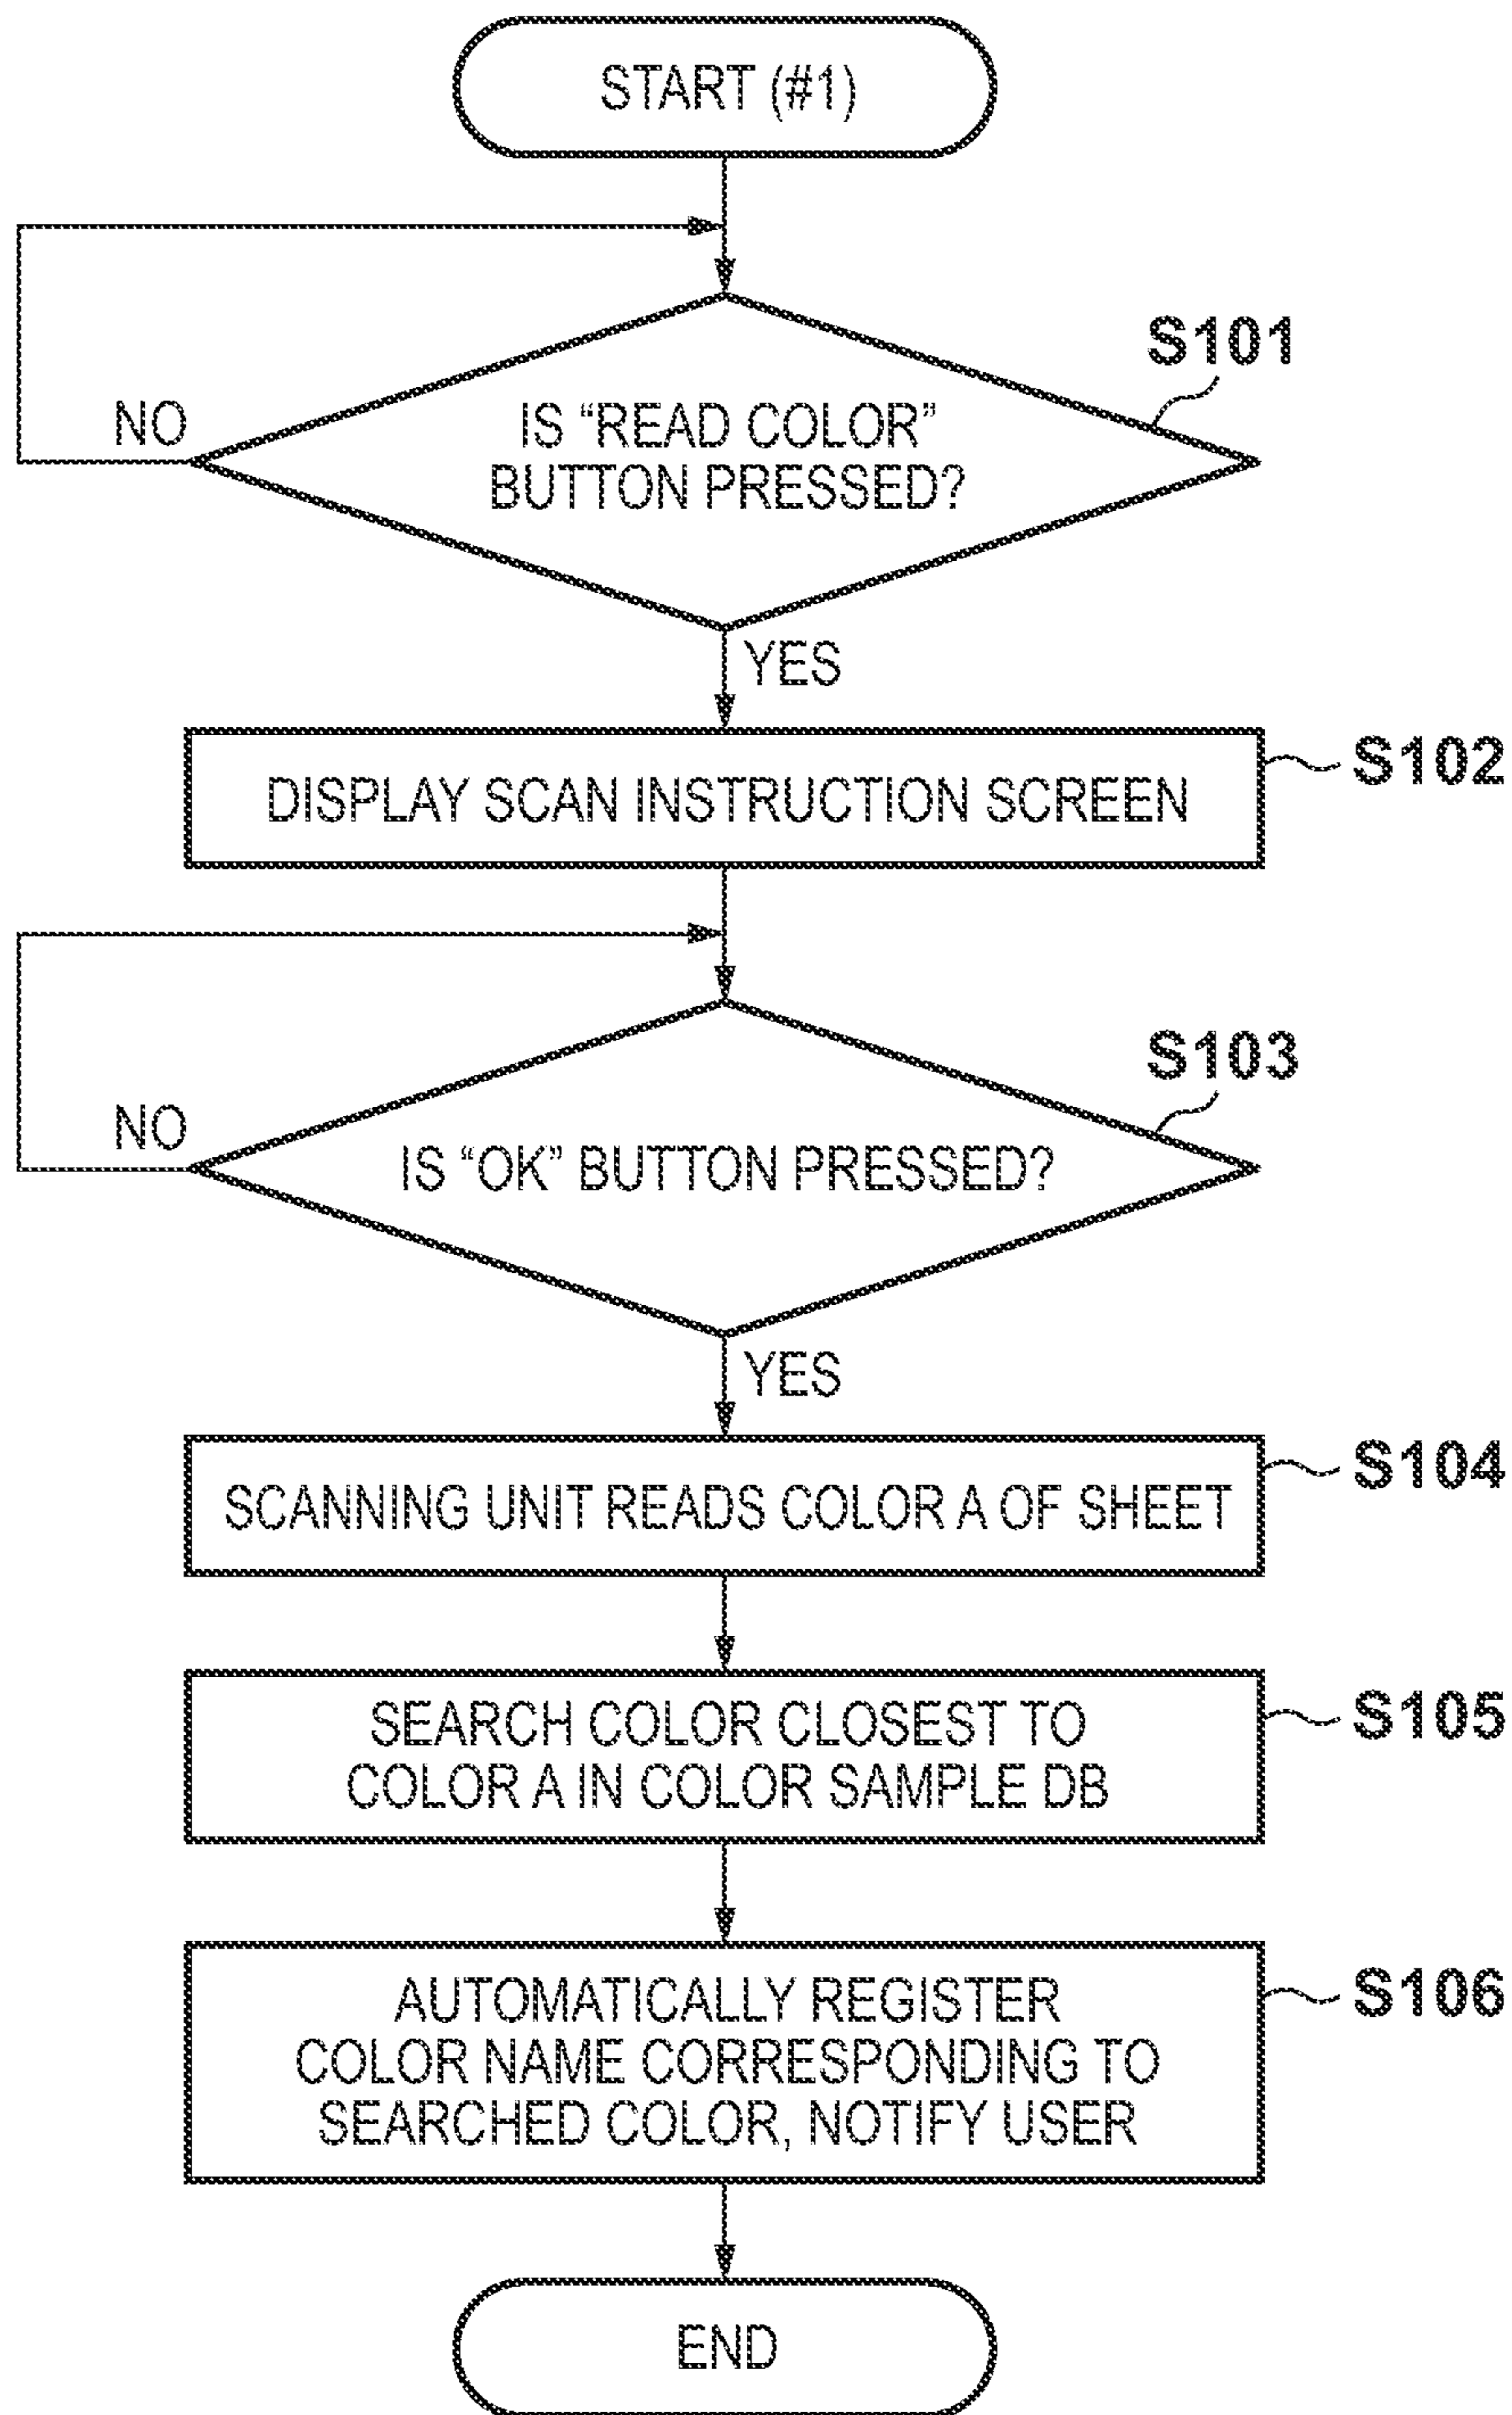 START (#1)
S101
IS “READ COLOR”
BUTTON PRESSED?
NO
YES
DISPLAY SCAN INSTRUCTION SCREEN
S102
S103
NO
IS “OK” BUTTON PRESSED?
YES
SCANNING UNIT READS COLOR A OF SHEET
S104
SEARCH COLOR CLOSEST TO
COLOR A IN COLOR SAMPLE DB
S105
AUTOMATICALLY REGISTER
COLOR NAME CORRESPONDING TO
SEARCHED COLOR, NOTIFY USER
S106
END